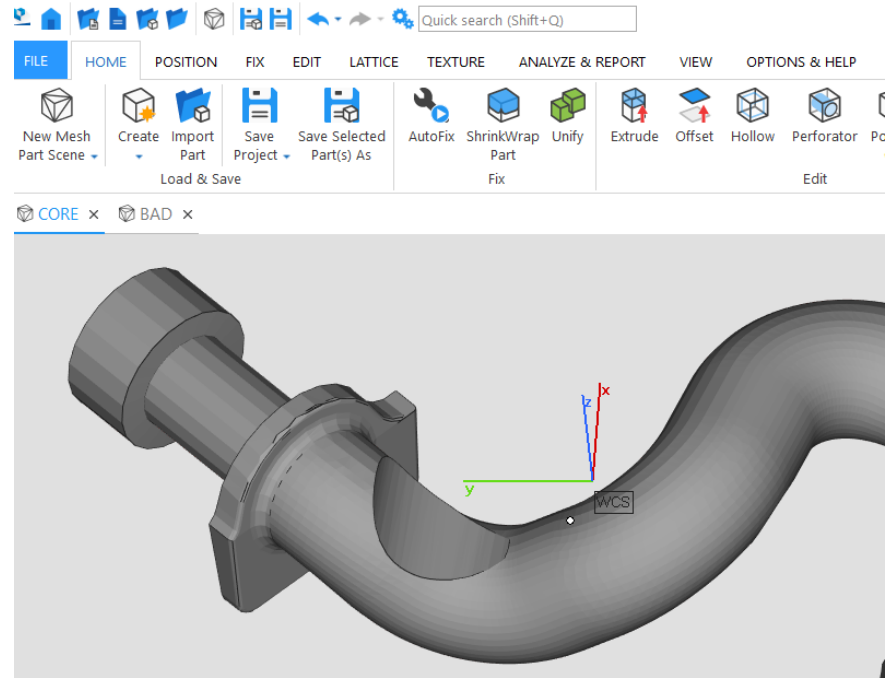 Quick search (Shift+Q)
FILE HOME POSITION FIX EDIT LATTICE TEXTURE ANALYZE & REPORT VIEW OPTIONS & HELP
New Mesh Create Import Save Save Selected AutoFix ShrinkWrap Unify Extrude Offset Hollow Perforator Po
Part Scene Part Project Part(s) As Part
Load & Save Fix Edit
CORE BAD
x
z
y
WCS